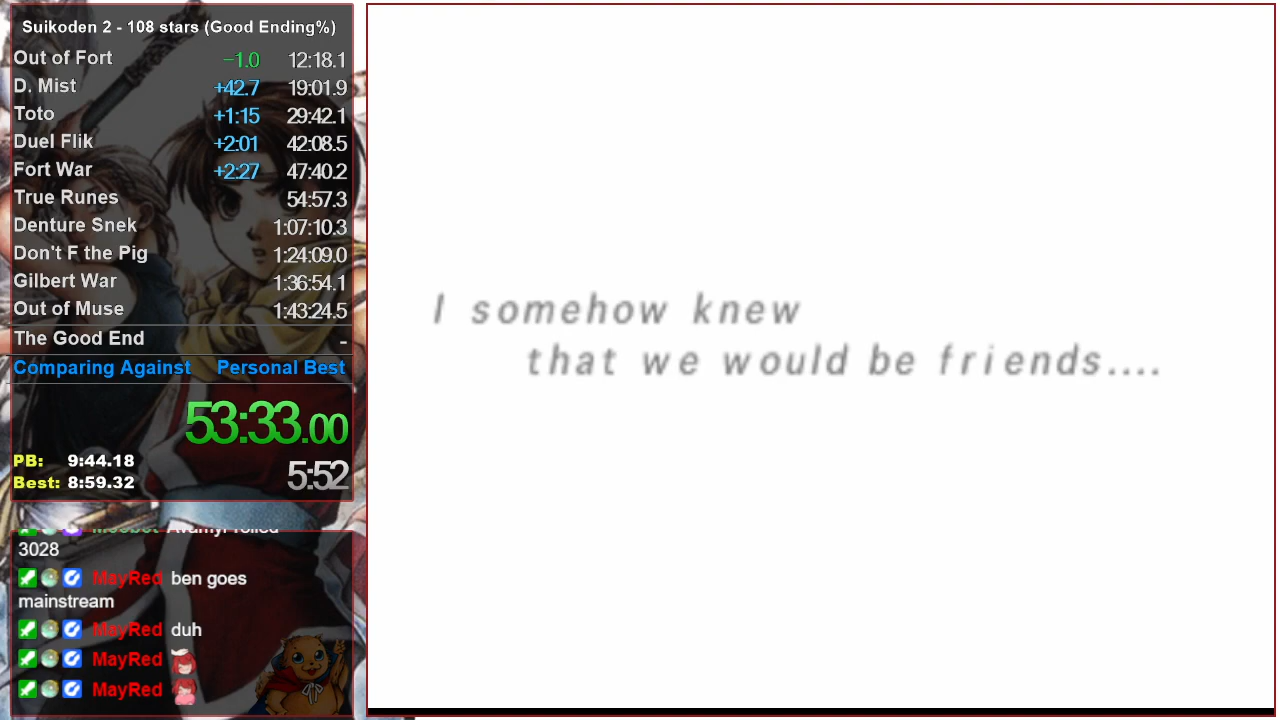 Suikoden 2 - 108 stars (Good Ending%)
Out of Fort −1.0 12:18.1
D. Mist +42.7 19:01.9
Toto +1:15 29:42.1
Duel Flik +2:01 42:08.5
Fort War +2:27 47:40.2
True Runes 54:57.3
Denture Snek 1:07:10.3
Don't F the Pig 1:24:09.0
Gilbert War 1:36:54.1
Out of Muse 1:43:24.5
The Good End -
Comparing Against Personal Best
53:33.00
PB: 9:44.18
Best: 8:59.32
5:52
rolled
3028
MayRed ben goes
mainstream
MayRed duh
MayRed
MayRed
I somehow knew
that we would be friends....